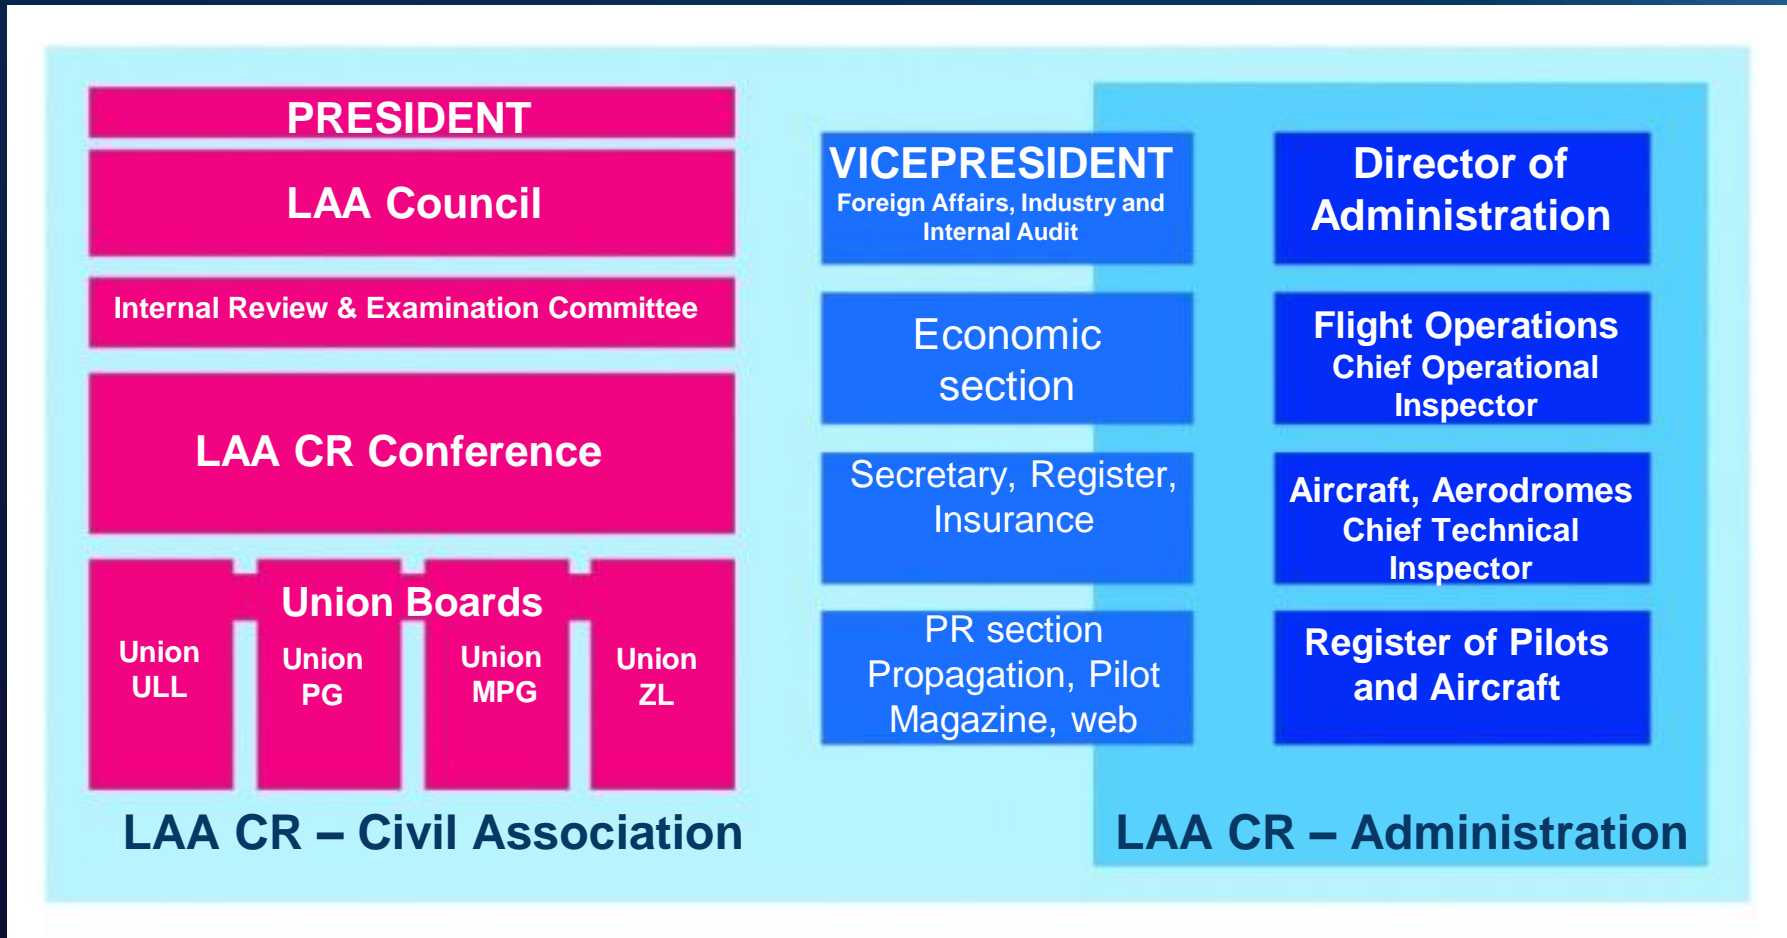 PRESIDENT
LAA Council
Internal Review & Examination Committee
LAA CR Conference
Union Boards
Union
ULL
Union
PG
Union
MPG
Union
ZL
LAA CR – Civil Association
VICEPRESIDENT
Foreign Affairs, Industry and
Internal Audit
Economic
section
Secretary, Register,
Insurance
PR section
Propagation, Pilot
Magazine, web
Director of
Administration
Flight Operations
Chief Operational
Inspector
Aircraft, Aerodromes
Chief Technical
Inspector
Register of Pilots
and Aircraft
LAA CR – Administration